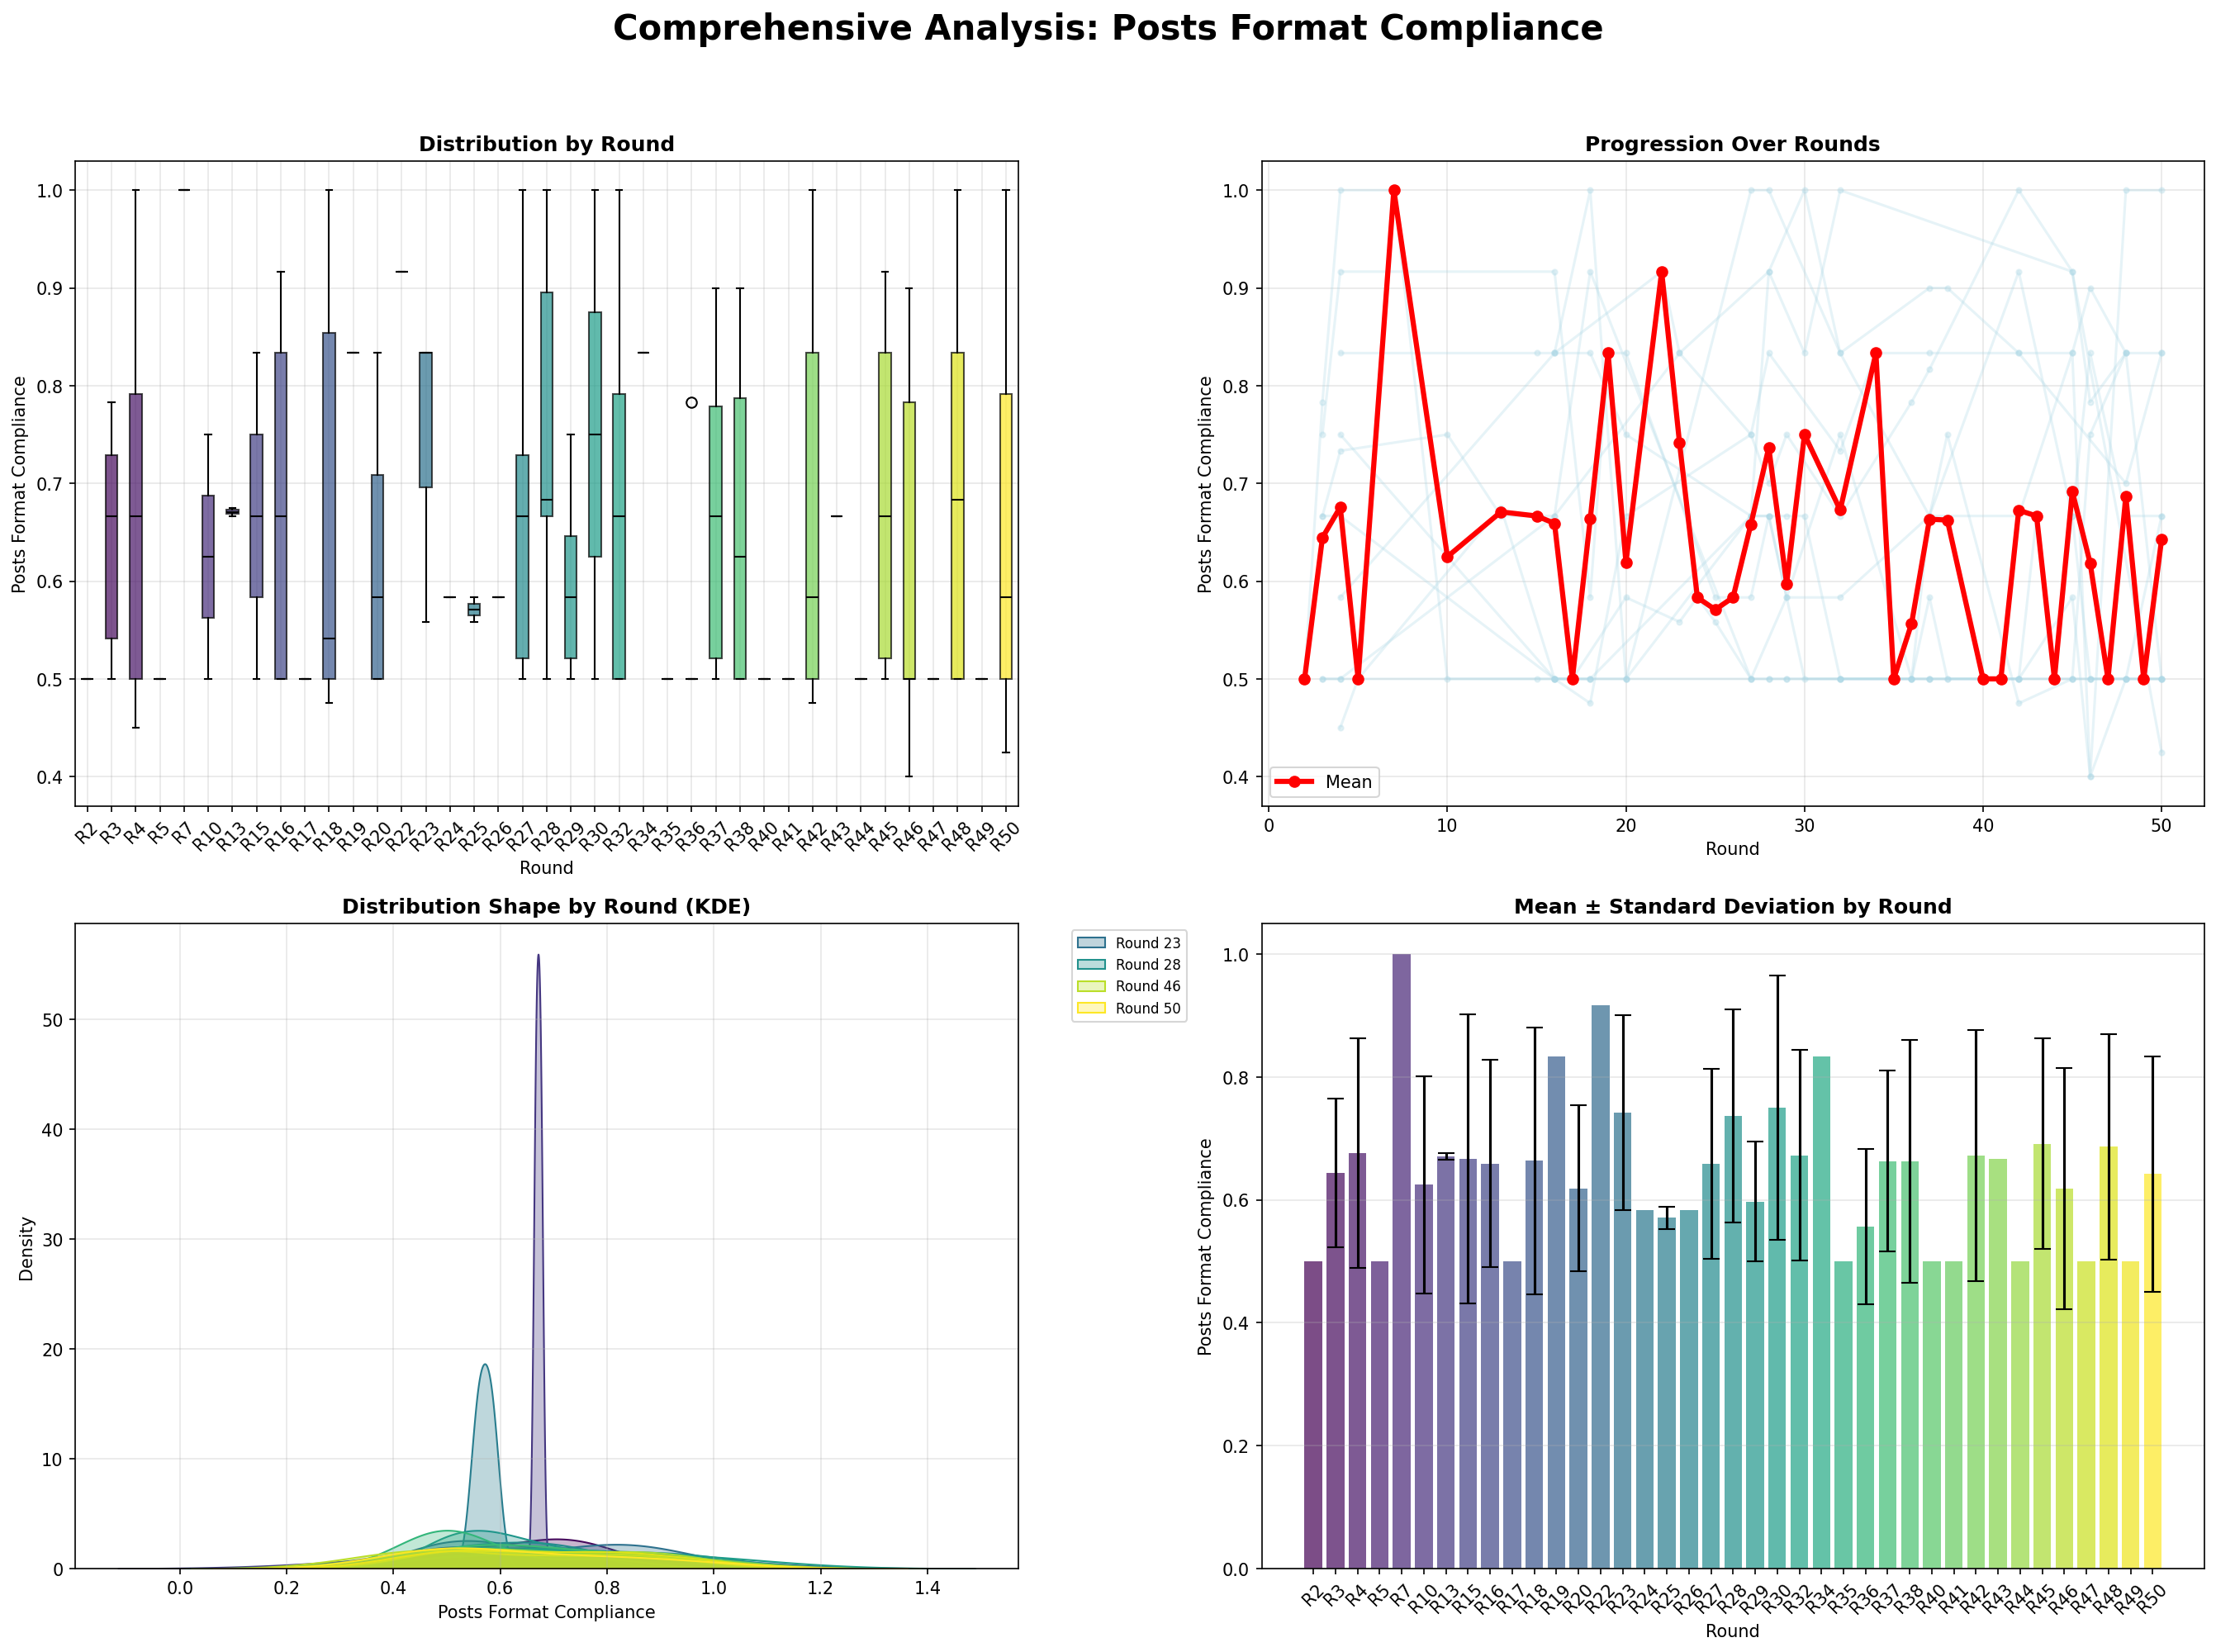 Comprehensive Analysis: Posts Format Compliance
Distribution by Round
Posts Format Compliance
1.0
0.9
0.8
0.7
0.6
0.5
0.4
R2 R3 R4 R5 R7 R10 R13 R15 R16 R17 R18 R19 R20 R22 R23 R24 R25 R26 R27 R28 R29 R30 R32 R34 R35 R36 R37 R38 R40 R41 R42 R43 R44 R45 R46 R47 R48 R49 R50
Round
Progression Over Rounds
Posts Format Compliance
1.0
0.9
0.8
0.7
0.6
0.5
0.4
Mean
0 10 20 30 40 50
Round
Distribution Shape by Round (KDE)
Density
50
40
30
20
10
0
0.0 0.2 0.4 0.6 0.8 1.0 1.2 1.4
Posts Format Compliance
Round 23
Round 28
Round 46
Round 50
Mean ± Standard Deviation by Round
Posts Format Compliance
1.0
0.8
0.6
0.4
0.2
0.0
R2 R3 R4 R5 R7 R10 R13 R15 R16 R17 R18 R19 R20 R22 R23 R24 R25 R26 R27 R28 R29 R30 R32 R34 R35 R36 R37 R38 R40 R41 R42 R43 R44 R45 R46 R47 R48 R49 R50
Round